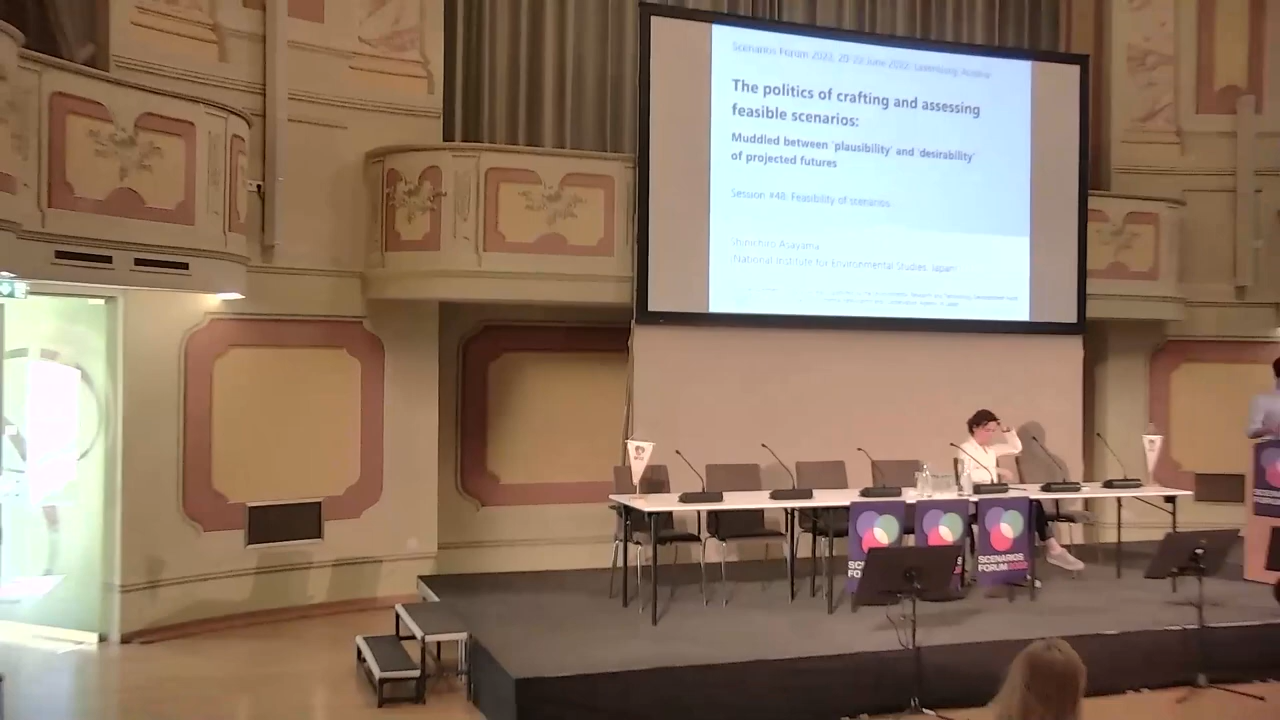 Scenarios Forum 2022, 20-22 June 2022, Laxenburg, Austria
The politics of crafting and assessing
feasible scenarios:
Muddled between 'plausibility' and 'desirability'
of projected futures
Session #48: Feasibility of scenarios
Shinichiro Asayama
National Institute for Environmental Studies, Japan
SCENARIOS
FORUM2022